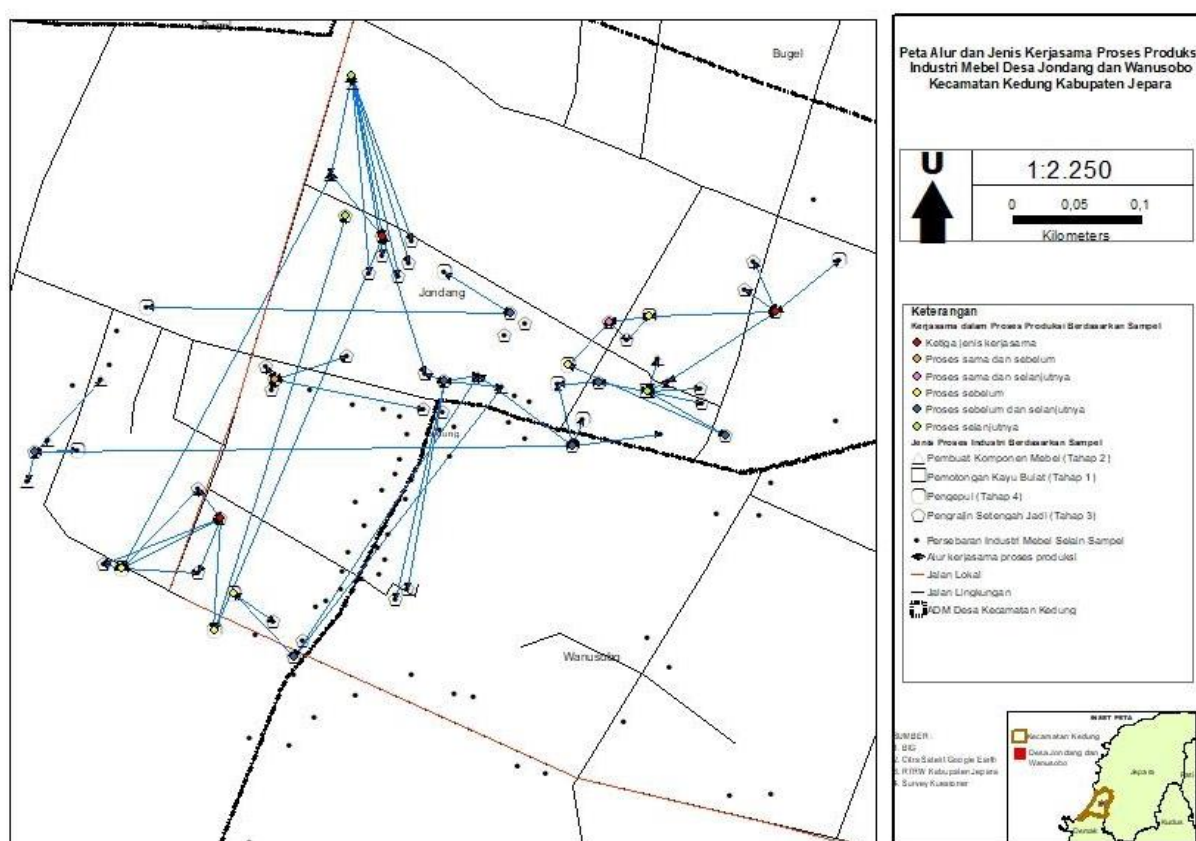 Bugel
Jondang
Wanusobo
Peta Alur dan Jenis Kerjasama Proses Produks
Industri Mebel Desa Jondang dan Wanusobo
Kecamatan Kedung Kabupaten Jepara
U
1:2.250
0 0,05 0,1
Kilometers
Keterangan
Kerjasama dalam Proses Produksi Berdasarkan Sampel
Ketiga jenis kerjasama
Proses sama dan sebelum
Proses sama dan selanjutnya
Proses sebelum
Proses sebelum dan selanjutnya
Proses selanjutnya
Jenis Proses Industri Berdasarkan Sampel
Pembuat Komponen Mebel (Tahap 2)
Pemotongan Kayu Bulat (Tahap 1)
Pengepul (Tahap 4)
Pengrajin Setengah Jadi (Tahap 3)
Persebaran Industri Mebel Selain Sampel
Alur kerjasama proses produksi
Jalan Lokal
Jalan Lingkungan
ADM Desa Kecamatan Kedung
SUMBER :
1. BIG
2. Citra Satelit Google Earth
3. RTRW Kabupaten Jepara
4. Survey Kuesioner
INSET PETA
Kecamatan Kedung
Desa Jondang dan
Wanusobo
Jepara
Kudus
Demak